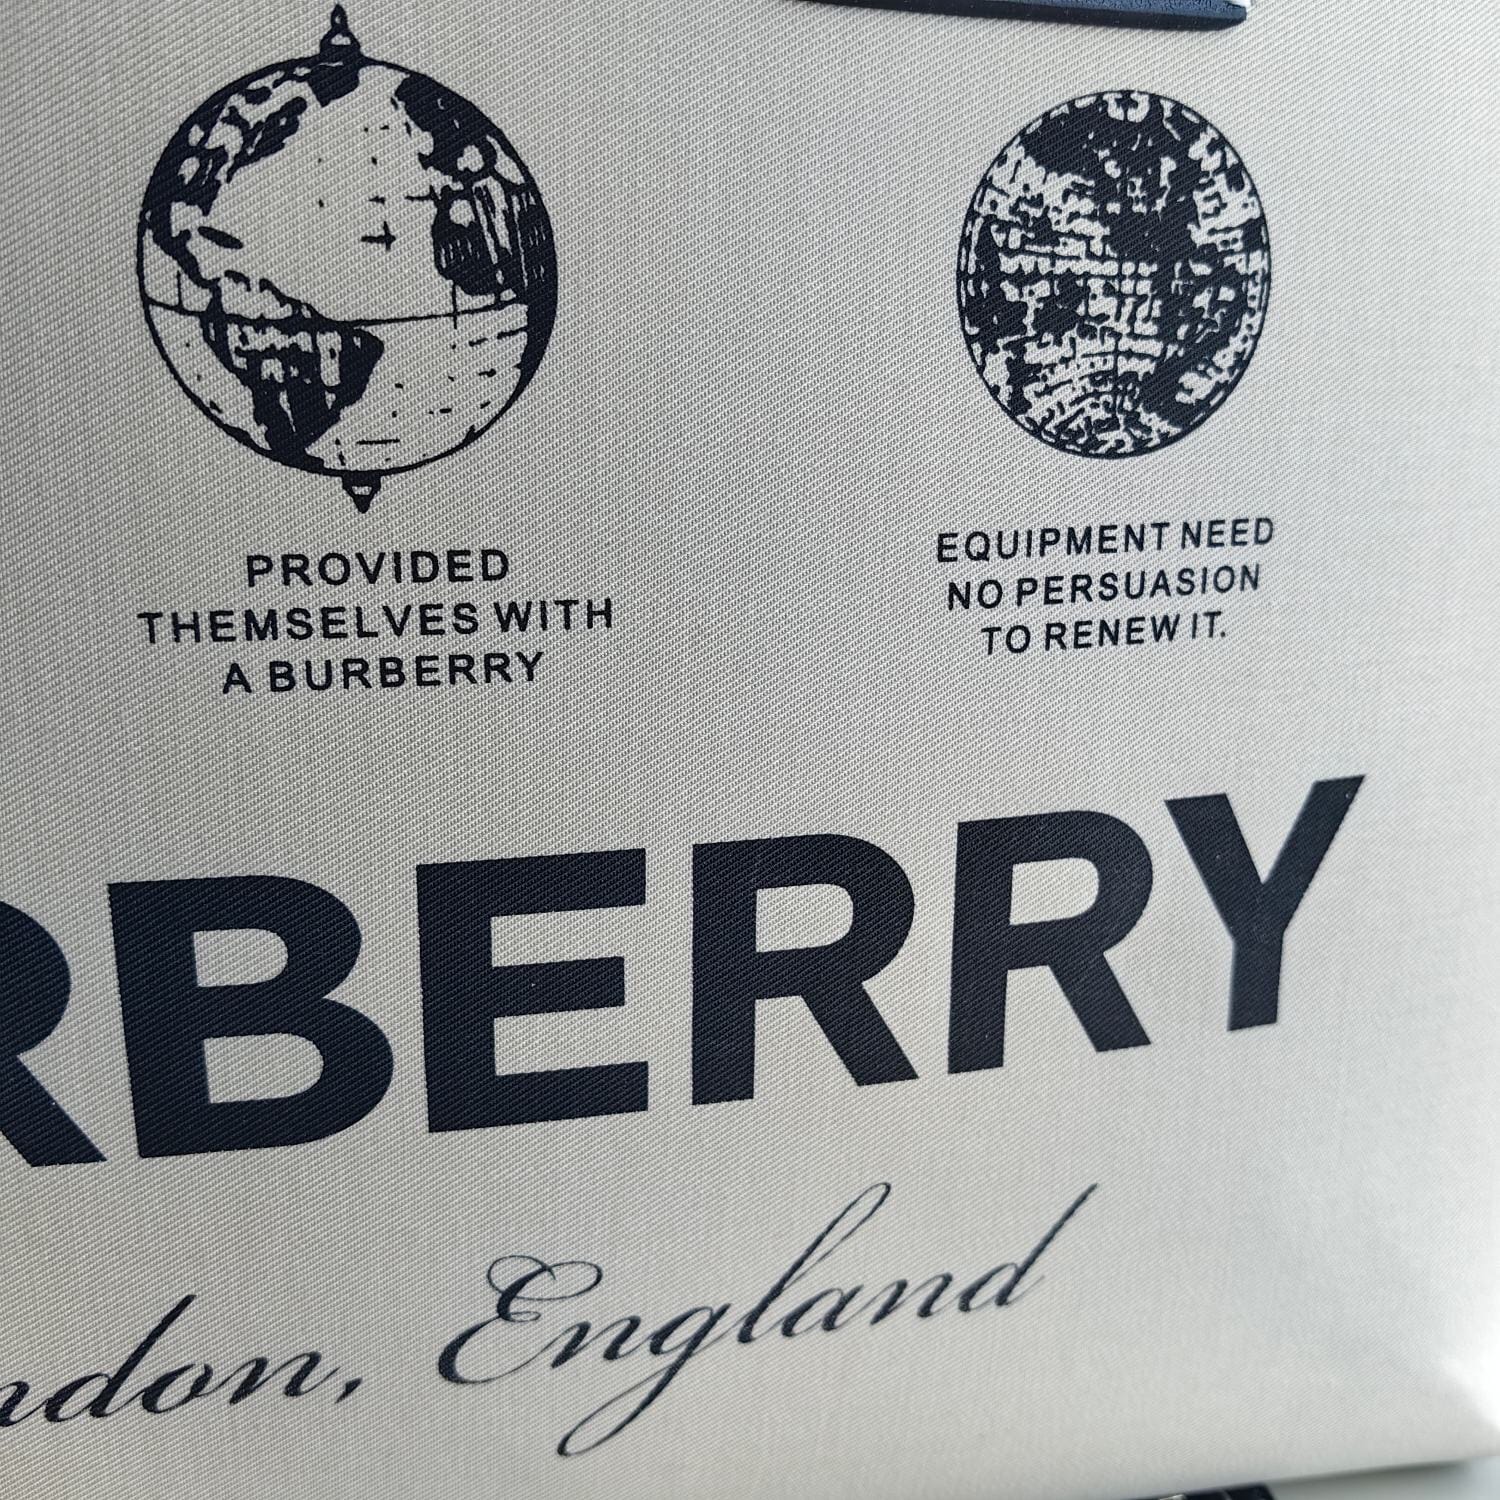 PROVIDED
THEMSELVES WITH
A BURBERRY
EQUIPMENT NEED
NO PERSUASION
TO RENEW IT.
RBERRY
ndon, England